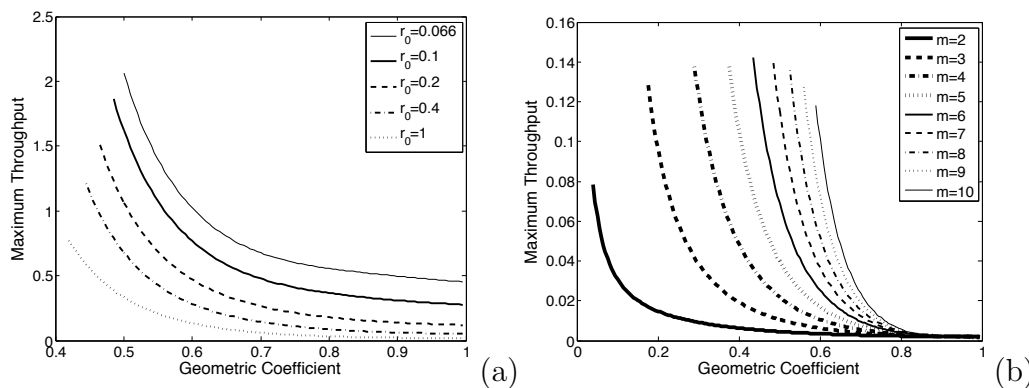 2.5
2
1.5
1
0.5
0
0.4
0.5
0.6
0.7
0.8
0.9
1
Maximum Throughput
Geometric Coefficient
r0=0.066
r0=0.1
r0=0.2
r0=0.4
r0=1
(a)
0.16
0.14
0.12
0.1
0.08
0.06
0.04
0.02
0
0
0.2
0.4
0.6
0.8
1
Maximum Throughput
Geometric Coefficient
m=2
m=3
m=4
m=5
m=6
m=7
m=8
m=9
m=10
(b)